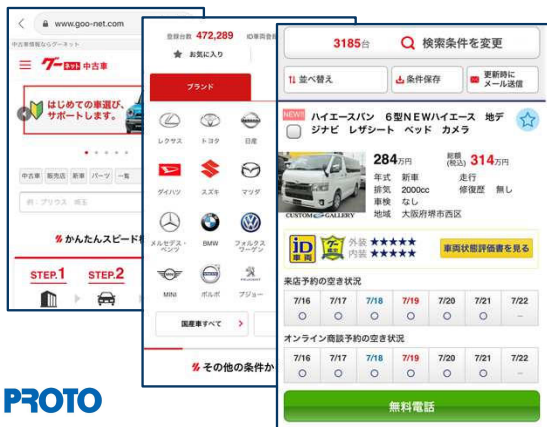 www.goo-net.com
中古車情報ならグーネット
グーネット 中古車
はじめての車選び、
サポートします。
中古車
販売店
新車
パーツ
一覧
例：プリウス 埼玉
かんたんスピード
STEP.1
STEP.2
登録台数 472,289
ID車両登録
お気に入り
ブランド
レクサス
トヨタ
日産
ダイハツ
スズキ
マツダ
メルセデス・
ベンツ
BMW
フォルクス
ワーゲン
MINI
ボルボ
プジョー
国産車すべて
その他の条件か
3185台
検索条件を変更
並べ替え
条件保存
更新時に
メール送信
NEW!! ハイエースバン 6型NEWハイエース 地デ
ジナビ レザシート ベッド カメラ
284万円
総額
(税込)
314万円
年式 新車 走行
排気 2000cc 修復歴 無し
車検 なし
地域 大阪府堺市西区
CUSTOM GALLERY
iD
車両
グー
鑑定
外装 ★★★★★
内装 ★★★★★
車両状態評価書を見る
来店予約の空き状況
7/16 7/17 7/18 7/19 7/20 7/21 7/22
○ ○ ○ ○ ○ ○ −
オンライン商談予約の空き状況
7/16 7/17 7/18 7/19 7/20 7/21 7/22
○ ○ ○ ○ ○ ○ −
無料電話
PROTO